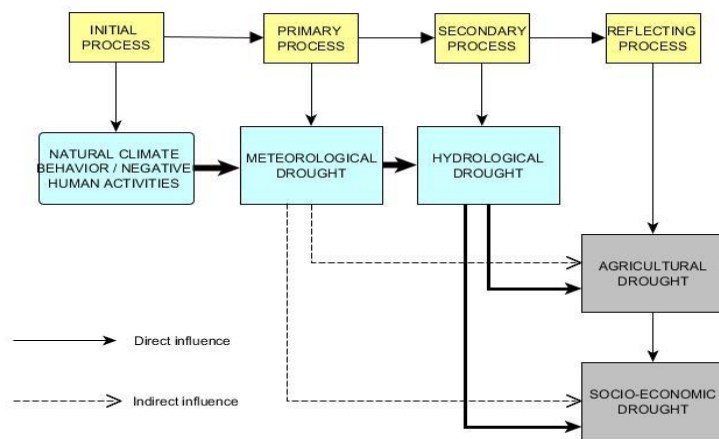 INITIAL
PROCESS
PRIMARY
PROCESS
SECONDARY
PROCESS
REFLECTING
PROCESS
NATURAL CLIMATE
BEHAVIOR / NEGATIVE
HUMAN ACTIVITIES
METEOROLOGICAL
DROUGHT
HYDROLOGICAL
DROUGHT
AGRICULTURAL
DROUGHT
Direct influence
SOCIO-ECONOMIC
DROUGHT
Indirect influence